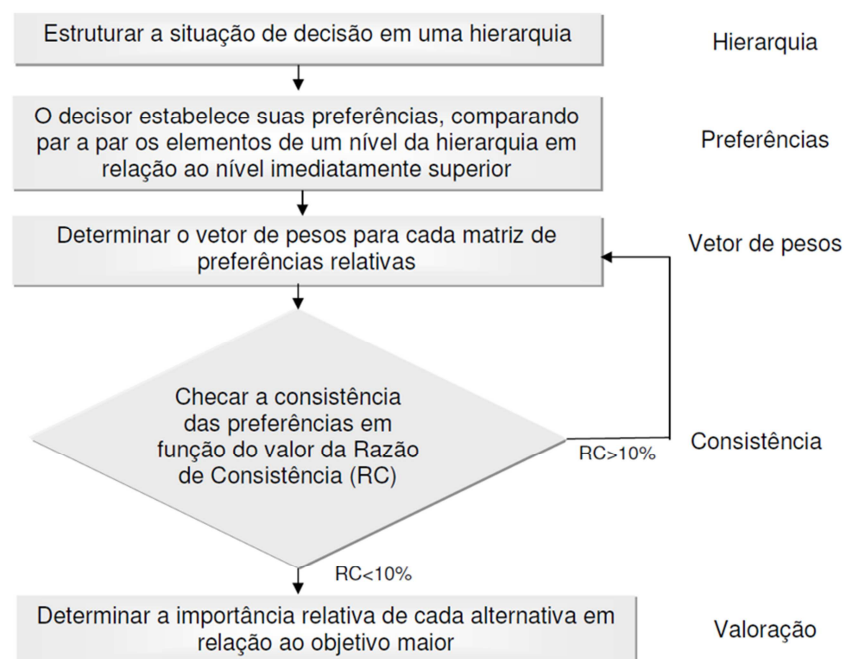 Estruturar a situação de decisão em uma hierarquia
Hierarquia
O decisor estabelece suas preferências, comparando
par a par os elementos de um nível da hierarquia em
relação ao nível imediatamente superior
Preferências
Determinar o vetor de pesos para cada matriz de
preferências relativas
Vetor de pesos
Checar a consistência
das preferências em
função do valor da Razão
de Consistência (RC)
RC>10%
Consistência
RC<10%
Determinar a importância relativa de cada alternativa em
relação ao objetivo maior
Valoração